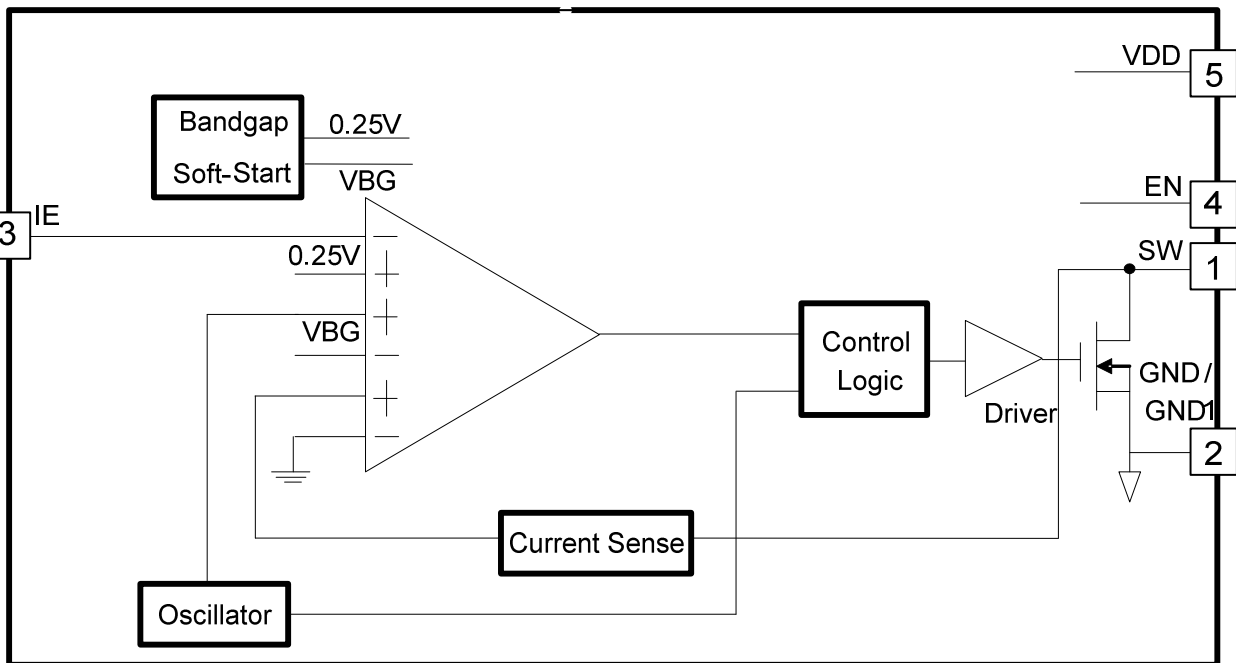 VDD
5
Bandgap
Soft-Start
0.25V
VBG
EN
4
3
IE
0.25V
SW
1
VBG
Control
Logic
Driver
GND /
GND1
2
Current Sense
Oscillator